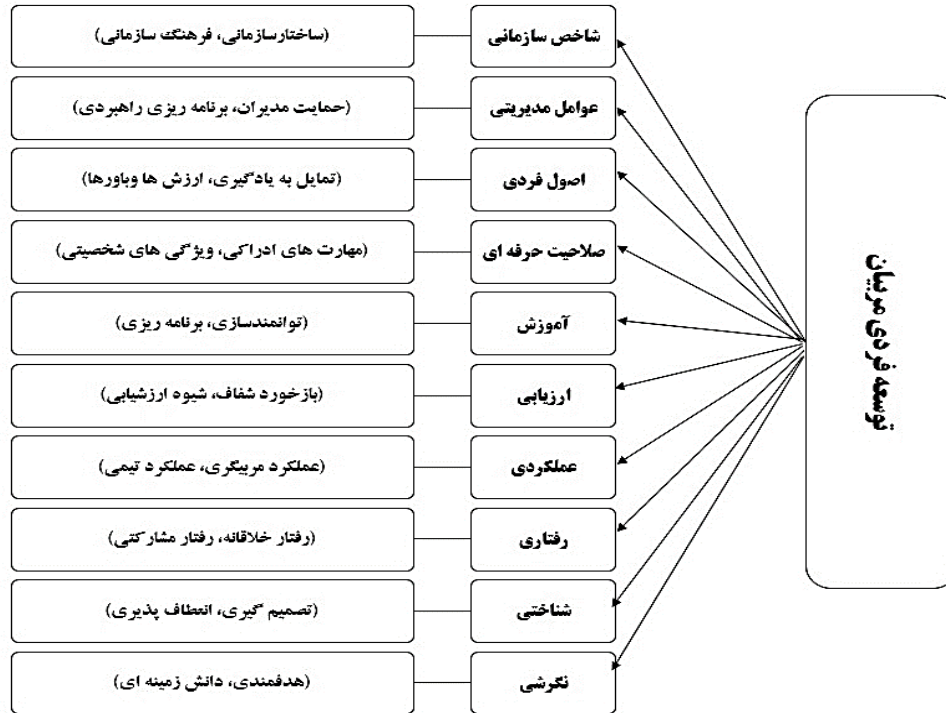 توسعه فردی مربیان
شاخص سازمانی
(ساختارسازمانی، فرهنگ سازمانی)
عوامل مدیریتی
(حمایت مدیران، برنامه ریزی راهبردی)
اصول فردی
(تمایل به یادگیری، ارزش ها وباورها)
صلاحیت حرفه ای
(مهارت های ادراکی، ویژگی های شخصیتی)
آموزش
(توانمندسازی، برنامه ریزی)
ارزیابی
(بازخورد شفاف، شیوه ارزشیابی)
عملکردی
(عملکرد مربیگری، عملکرد تیمی)
رفتاری
(رفتار خلاقانه، رفتار مشارکتی)
شناختی
(تصمیم گیری، انعطاف پذیری)
نگرشی
(هدفمندی، دانش زمینه ای)